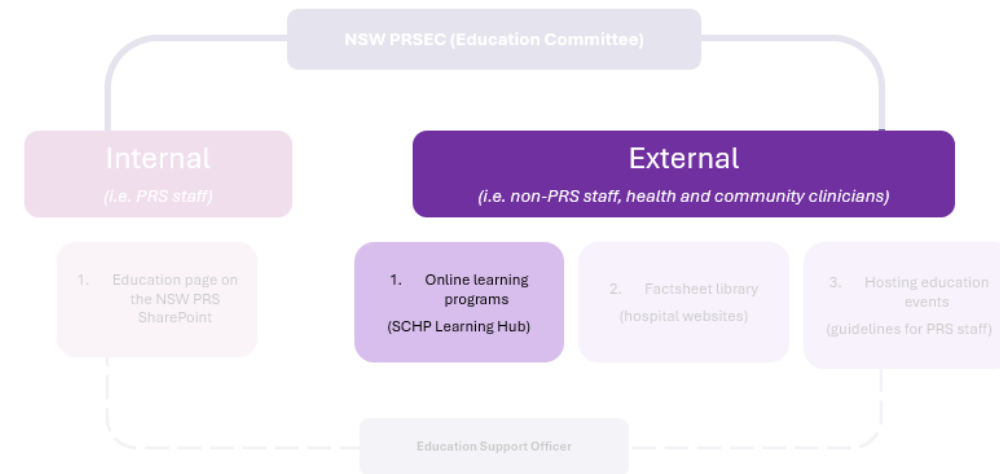 NSW PRSEC (Education Committee)
Internal
(i.e. PRS staff)
External
(i.e. non-PRS staff, health and community clinicians)
1. Education page on
the NSW PRS
SharePoint
1. Online learning
programs
(SCHP Learning Hub)
2. Factsheet library
(hospital websites)
3. Hosting education
events
(guidelines for PRS staff)
Education Support Officer